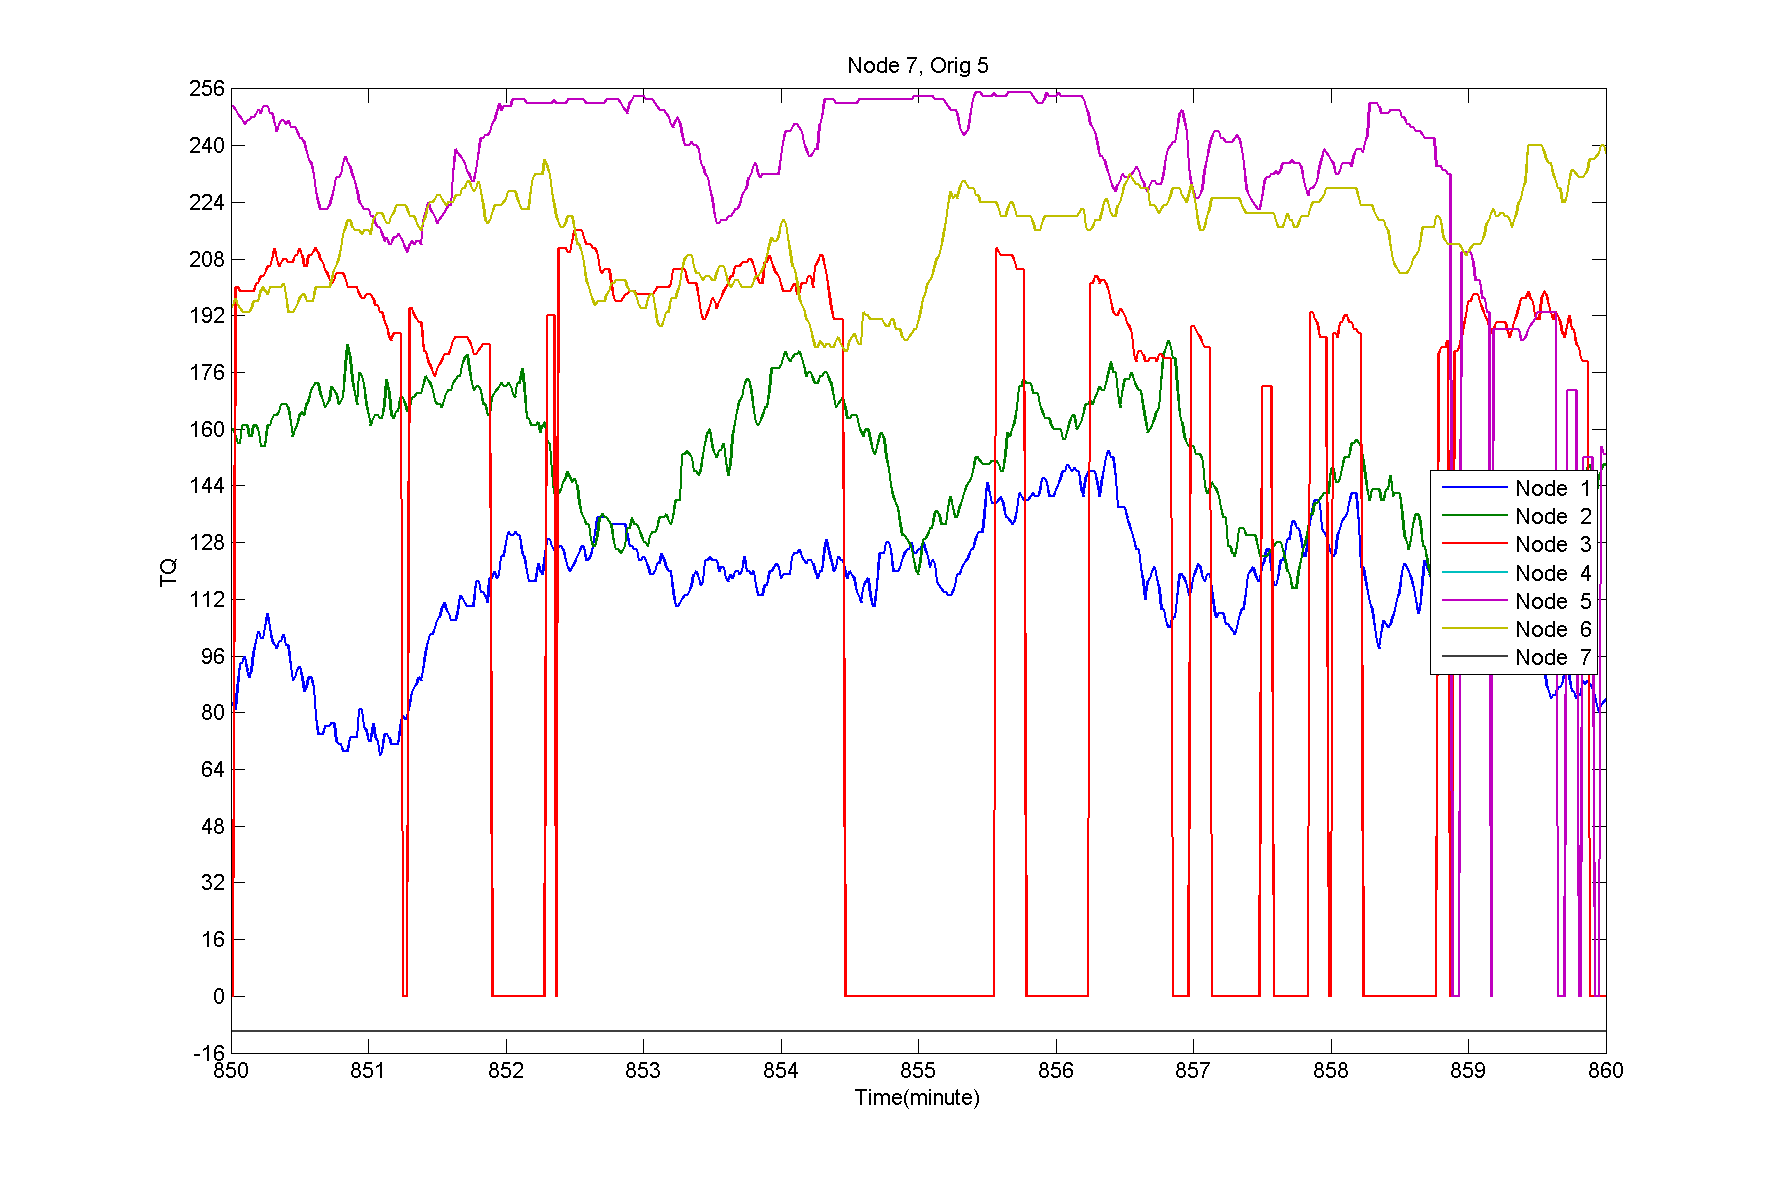 Node 7, Orig 5
256
240
224
208
192
176
160
144
128
112
96
80
64
48
32
16
0
-16
TQ
Node 1
Node 2
Node 3
Node 4
Node 5
Node 6
Node 7
850 851 852 853 854 855 856 857 858 859 860
Time(minute)